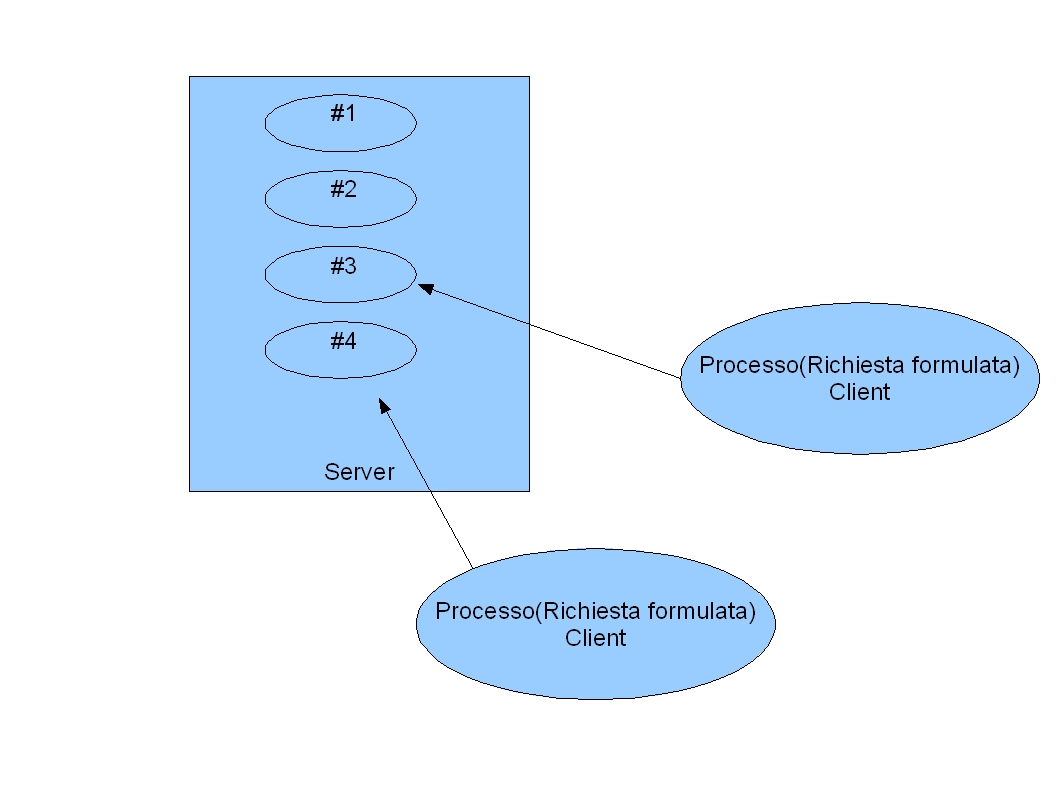 #1
#2
#3
#4
Server
Processo(Richiesta formulata)
Client
Processo(Richiesta formulata)
Client